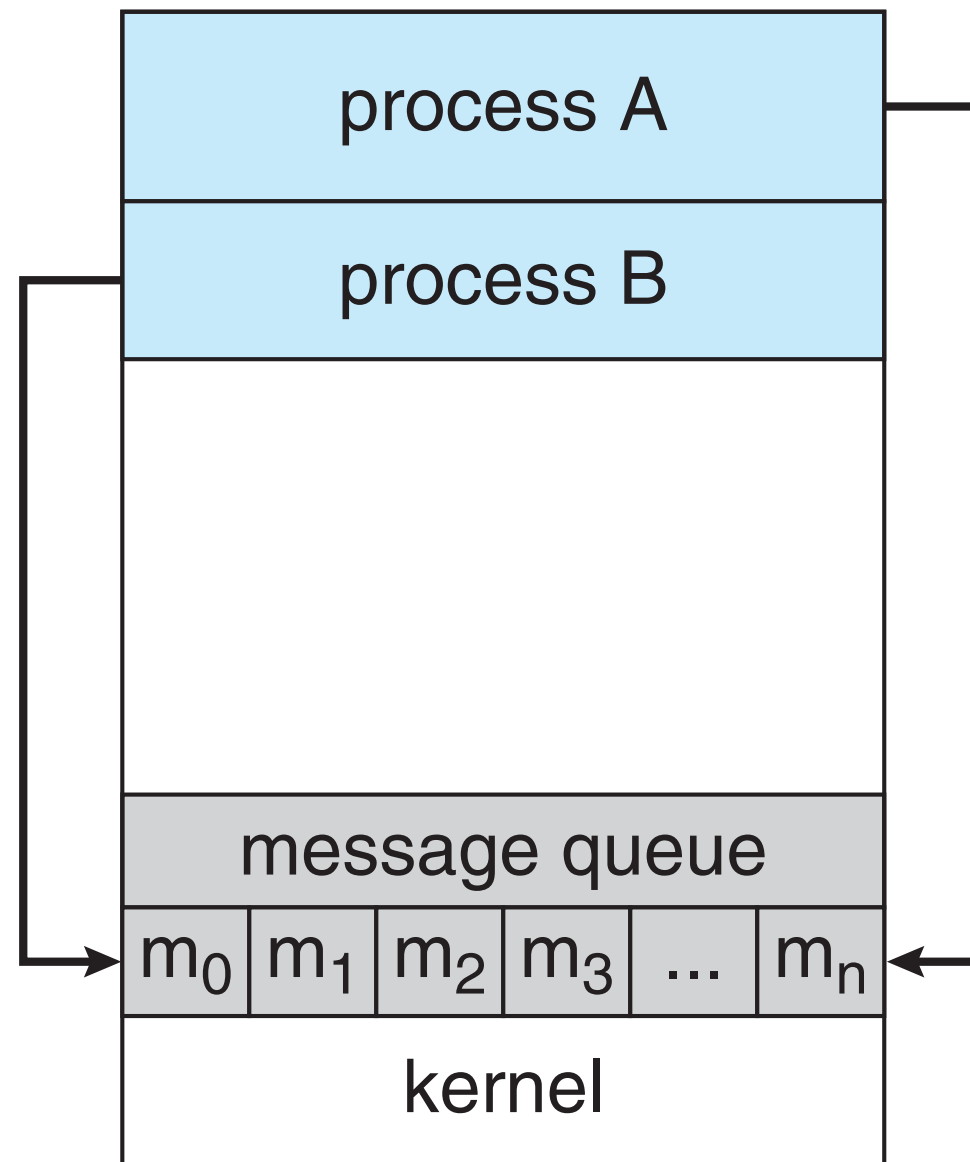 process A
process B
message queue
m0 m1 m2 m3 ... mn
kernel